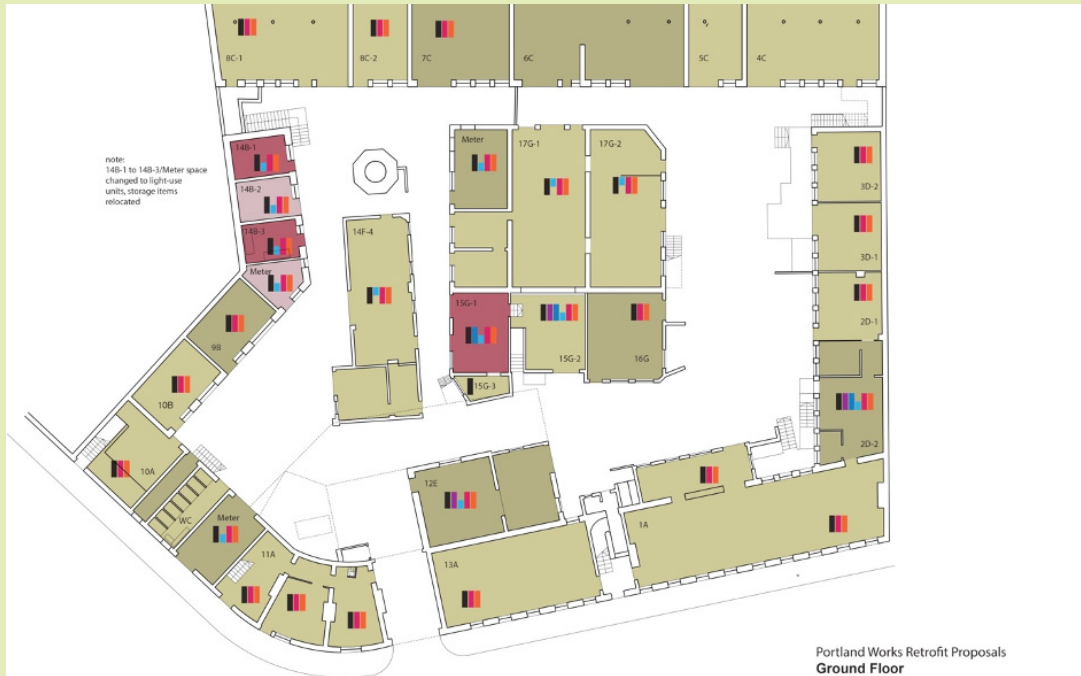 8C-1
8C-2
7C
6C
5C
4C
note:
14B-1 to 14B-3/Meter space
changed to light-use
units, storage items
relocated
14B-1
14B-2
14B-3
Meter
9B
10B
10A
WC
Meter
11A
14F-4
Meter
17G-1
17G-2
15G-1
15G-2
16G
15G-3
3D-2
3D-1
2D-1
2D-2
12E
13A
1A
Portland Works Retrofit Proposals
Ground Floor